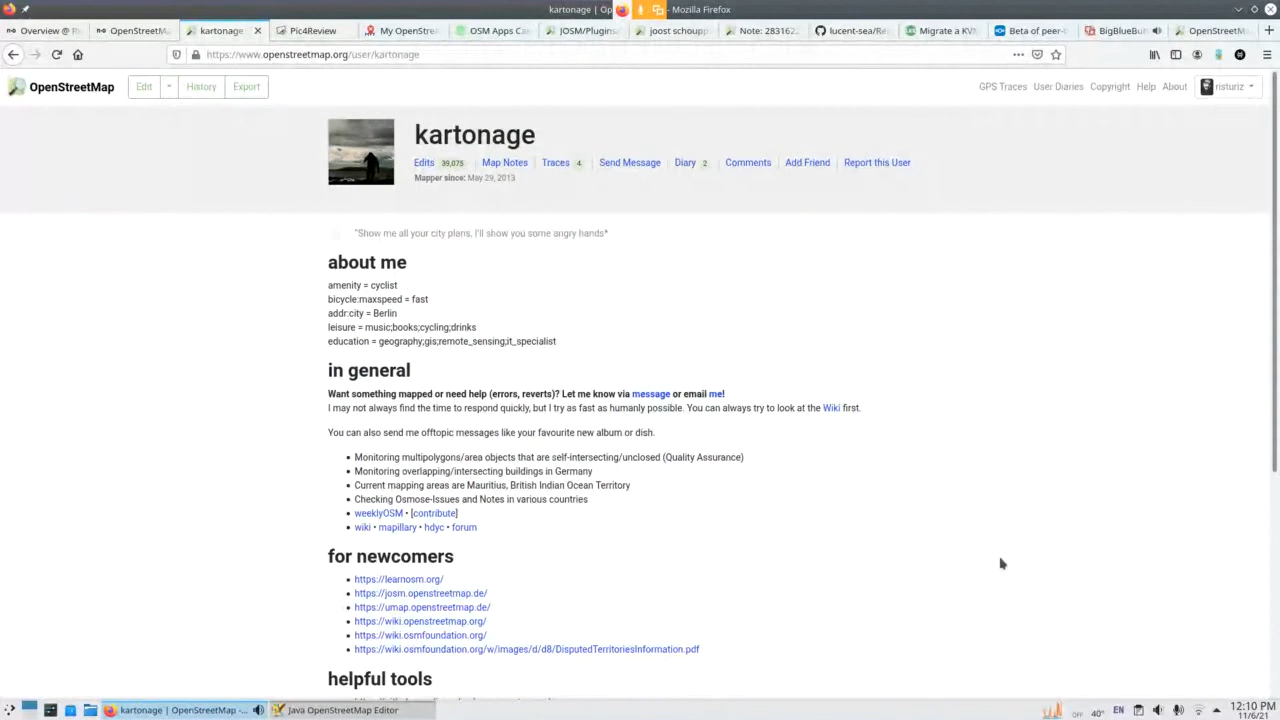 kartonage | Op
- Mozilla Firefox
Overview @ R
OpenStreetMa
kartonage
Pic4Review
My OpenStre
OSM Apps Ca
JOSM/Plugins
joost schoupp
Note: 2831622
lucent-sea/Re
Migrate a KVM
Beta of peer-
BigBlueBu
OpenStreetMa
https://www.openstreetmap.org/user/kartonage
OpenStreetMap
Edit
History
Export
GPS Traces
User Diaries
Copyright
Help
About
risturiz
kartonage
Edits 39,075
Map Notes
Traces 4
Send Message
Diary 2
Comments
Add Friend
Report this User
Mapper since: May 29, 2013
"Show me all your city plans, I'll show you some angry hands*
about me
amenity = cyclist
bicycle:maxspeed = fast
addr:city = Berlin
leisure = music;books;cycling;drinks
education = geography;gis;remote_sensing;it_specialist
in general
Want something mapped or need help (errors, reverts)? Let me know via message or email me!
I may not always find the time to respond quickly, but I try as fast as humanly possible. You can always try to look at the Wiki first.
You can also send me offtopic messages like your favourite new album or dish.
• Monitoring multipolygons/area objects that are self-intersecting/unclosed (Quality Assurance)
• Monitoring overlapping/intersecting buildings in Germany
• Current mapping areas are Mauritius, British Indian Ocean Territory
• Checking Osmose-Issues and Notes in various countries
• weeklyOSM • [contribute]
• wiki • mapillary • hdyc • forum
for newcomers
• https://learnosm.org/
• https://josm.openstreetmap.de/
• https://umap.openstreetmap.de/
• https://wiki.openstreetmap.org/
• https://wiki.osmfoundation.org/
• https://wiki.osmfoundation.org/w/images/d/d8/DisputedTerritoriesInformation.pdf
helpful tools
kartonage | OpenStreetMap -...
Java OpenStreetMap Editor
OFF
40°
EN
12:10 PM
11/6/21